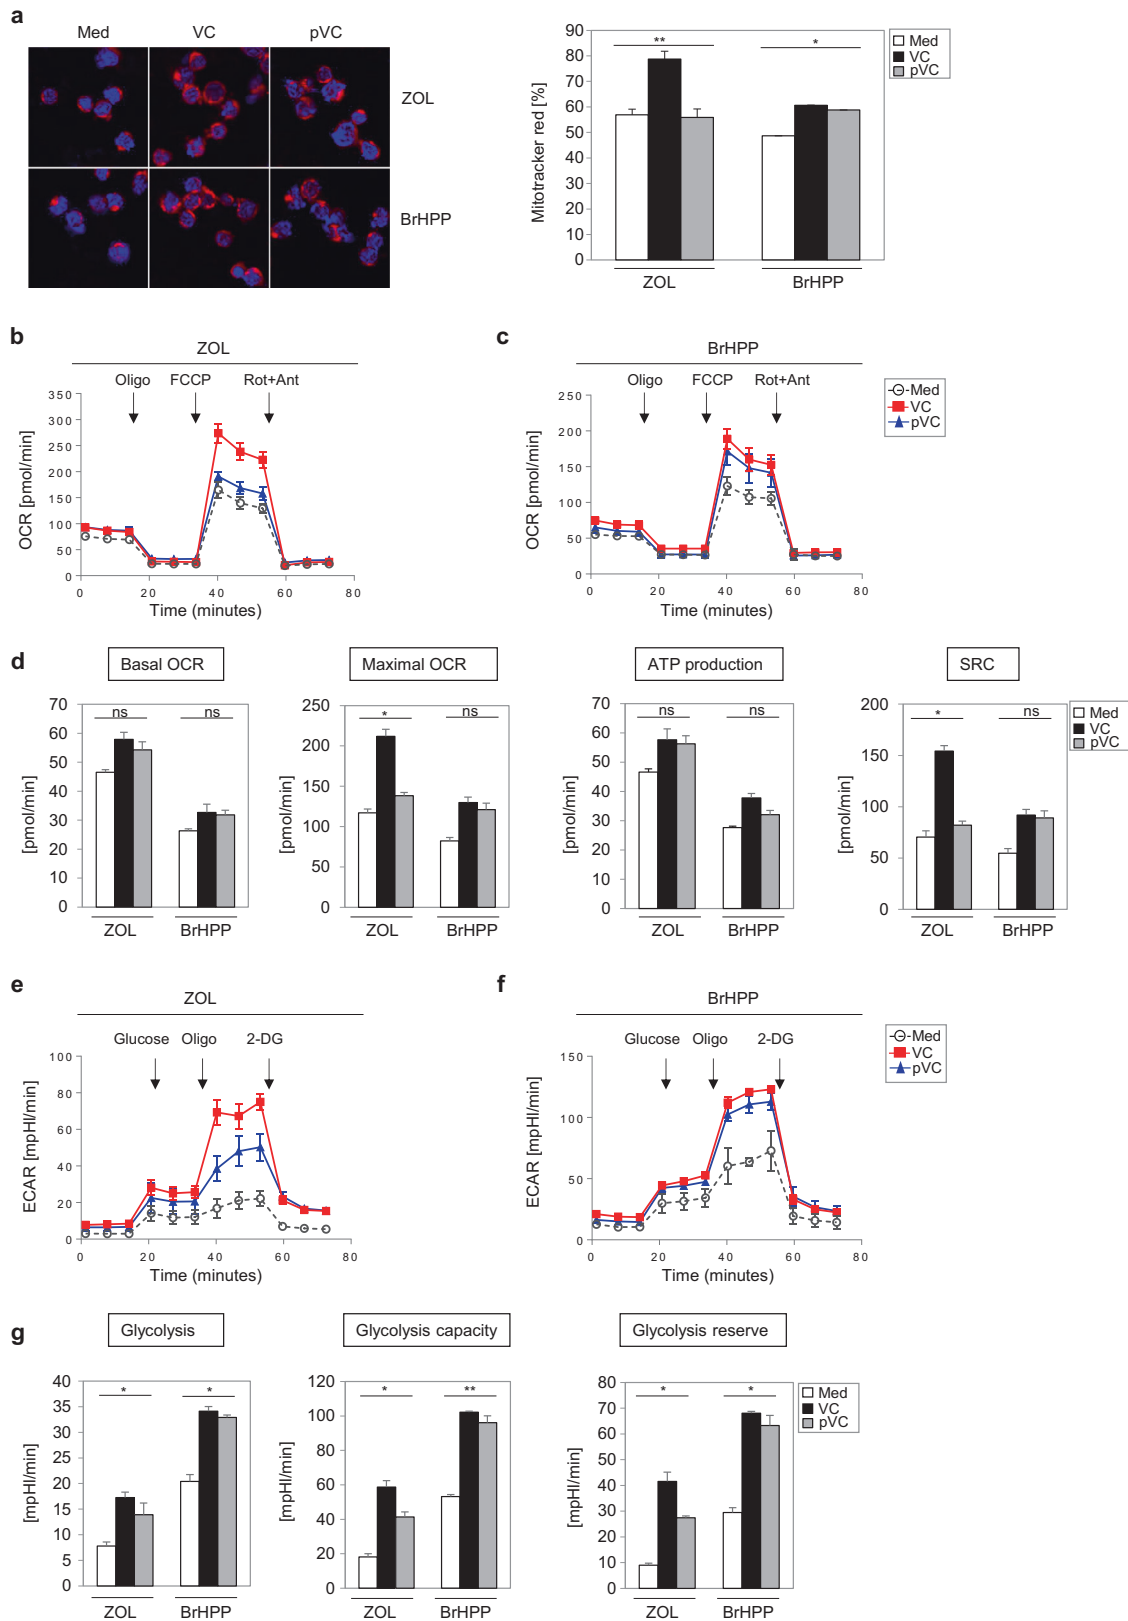 a
Med VC pVC
ZOL
BrHPP
Mitotracker red [%]
90
80
70
60
50
40
30
20
10
0
** *
ZOL BrHPP
Med
VC
pVC
b
ZOL
Oligo FCCP Rot+Ant
OCR [pmol/min]
350
300
250
200
150
100
50
0
0 20 40 60 80
Time (minutes)
c
BrHPP
Oligo FCCP Rot+Ant
OCR [pmol/min]
250
200
150
100
50
0
0 20 40 60 80
Time (minutes)
Med
VC
pVC
d
Basal OCR
[pmol/min]
70
60
50
40
30
20
10
0
ns ns
ZOL BrHPP
Maximal OCR
[pmol/min]
250
200
150
100
50
0
* ns
ZOL BrHPP
ATP production
[pmol/min]
70
60
50
40
30
20
10
0
ns ns
ZOL BrHPP
SRC
[pmol/min]
200
150
100
50
0
* ns
ZOL BrHPP
Med
VC
pVC
e
ZOL
Glucose Oligo 2-DG
ECAR [mpHI/min]
100
80
60
40
20
0
0 20 40 60 80
Time (minutes)
f
BrHPP
Glucose Oligo 2-DG
ECAR [mpHI/min]
150
100
50
0
0 20 40 60 80
Time (minutes)
Med
VC
pVC
g
Glycolysis
[mpHI/min]
40
35
30
25
20
15
10
5
0
* *
ZOL BrHPP
Glycolysis capacity
[mpHI/min]
120
100
80
60
40
20
0
* **
ZOL BrHPP
Glycolysis reserve
[mpHI/min]
80
70
60
50
40
30
20
10
0
* *
ZOL BrHPP
Med
VC
pVC